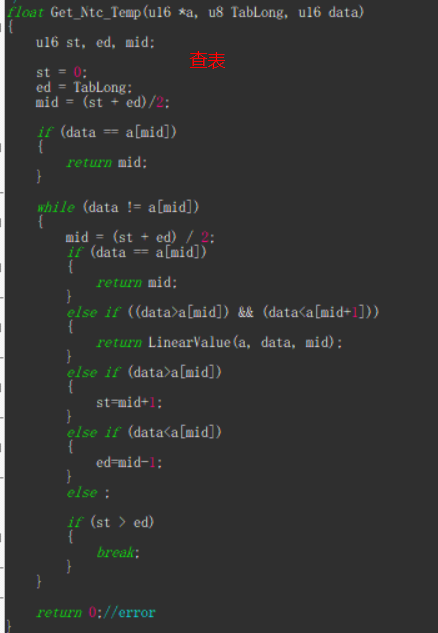 float Get_Ntc_Temp(u16 *a, u8 TabLong, u16 data)
{
u16 st, ed, mid;
查表
st = 0;
ed = TabLong;
mid = (st + ed)/2;
if (data == a[mid])
{
return mid;
}
while (data != a[mid])
{
mid = (st + ed) / 2;
if (data == a[mid])
{
return mid;
}
else if ((data>a[mid]) && (data<a[mid+1]))
{
return LinearValue(a, data, mid);
}
else if (data>a[mid])
{
st=mid+1;
}
else if (data<a[mid])
{
ed=mid-1;
}
else ;
if (st > ed)
{
break;
}
}
return 0;//error
}